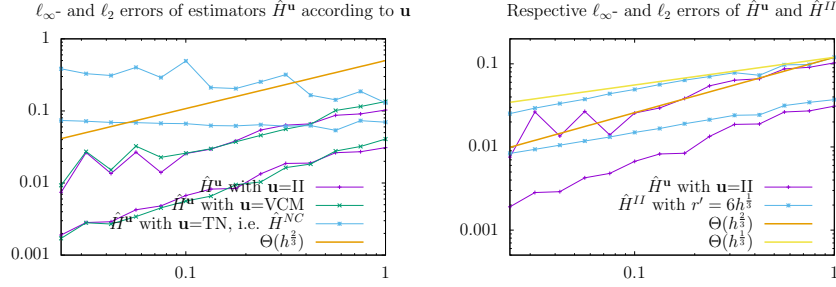 ℓ∞- and ℓ2 errors of estimators Ĥ^u according to u
1
0.1
0.01
0.001
0.1
1
Ĥ^u with u=II
Ĥ^u with u=VCM
Ĥ^u with u=TN, i.e. Ĥ^{NC}
Θ(h^{2/3})
Respective ℓ∞- and ℓ2 errors of Ĥ^u and Ĥ^{II}
1
0.1
0.01
0.001
0.1
1
Ĥ^u with u=II
Ĥ^{II} with r′ = 6h^{1/3}
Θ(h^{2/3})
Θ(h^{1/3})